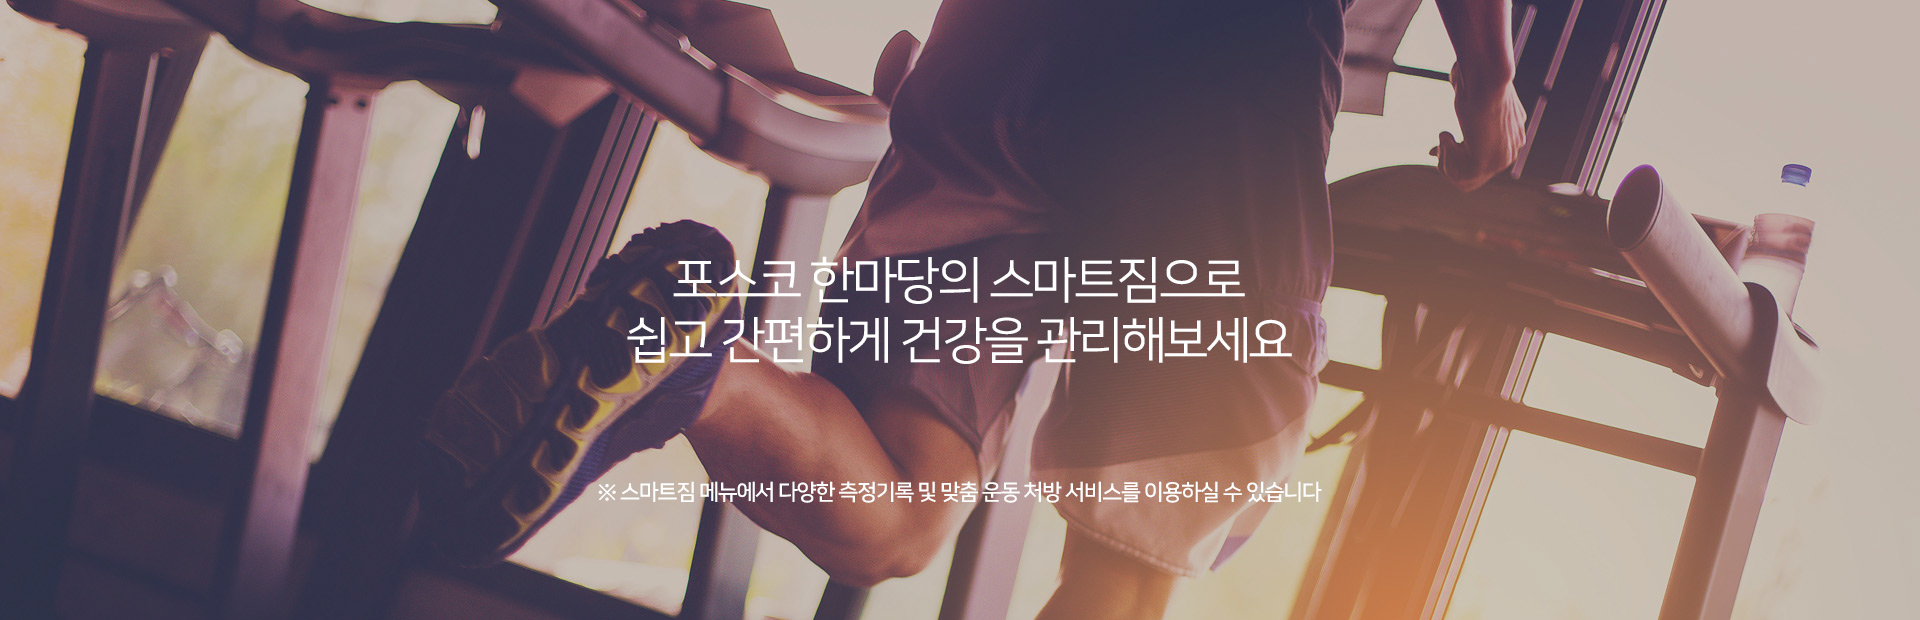 포스코 한마당의 스마트짐으로
쉽고 간편하게 건강을 관리해보세요
※ 스마트짐 메뉴에서 다양한 측정기록 및 맞춤 운동 처방 서비스를 이용하실 수 있습니다